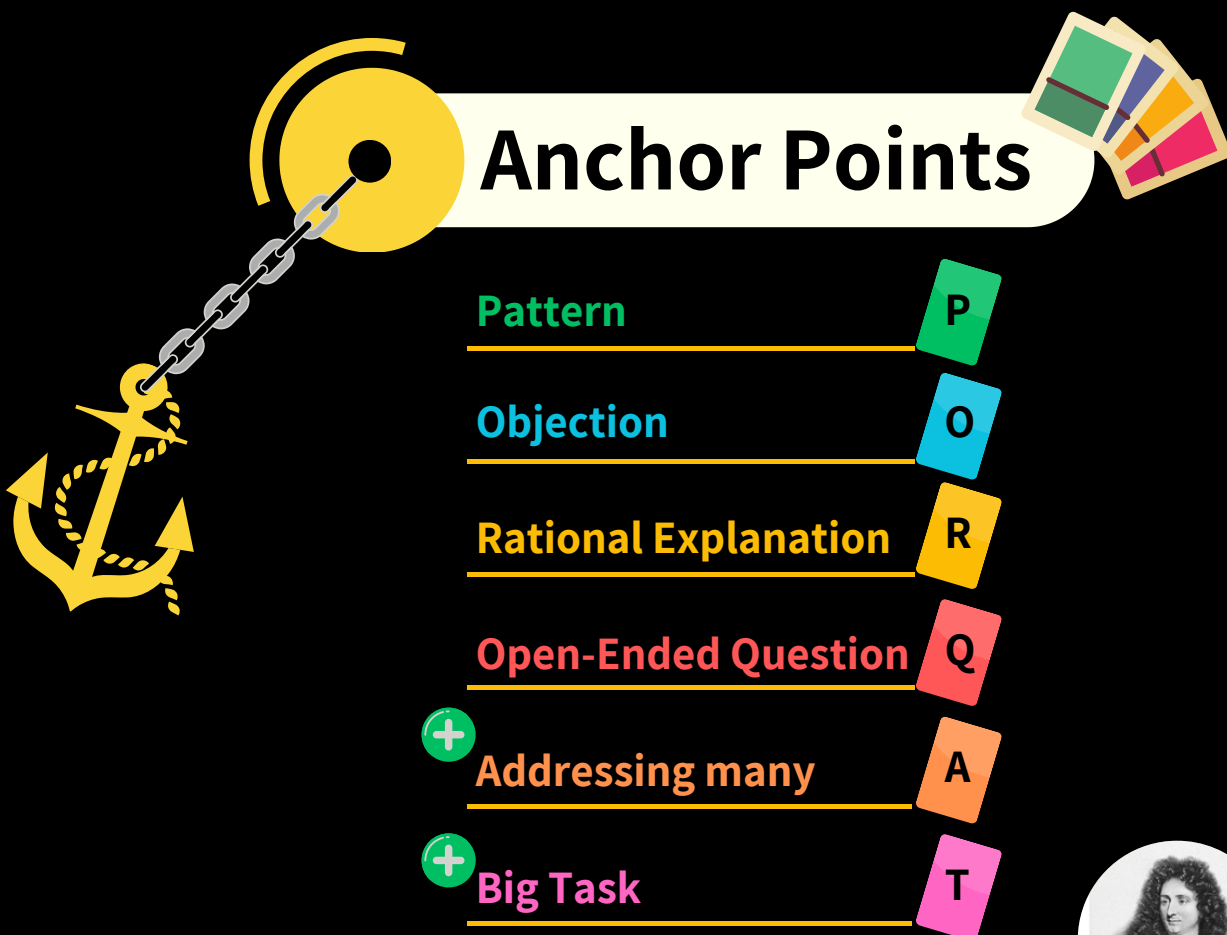 Anchor Points
Pattern P
Objection O
Rational Explanation R
Open-Ended Question Q
Addressing many A
Big Task T